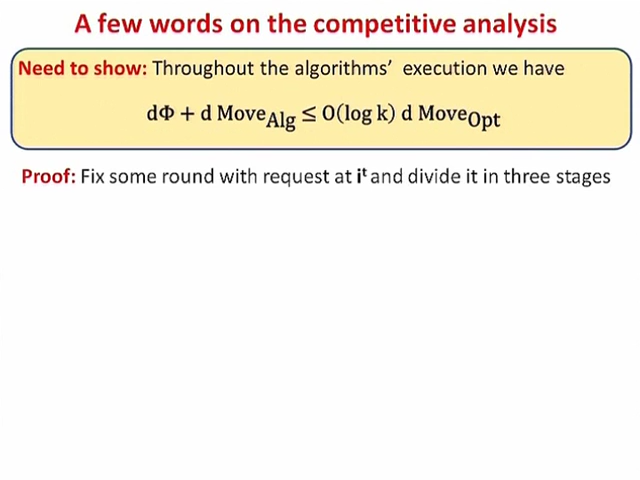 A few words on the competitive analysis
Need to show: Throughout the algorithms' execution we have
dΦ + d Move_Alg ≤ O(log k) d Move_Opt
Proof: Fix some round with request at iᵗ and divide it in three stages